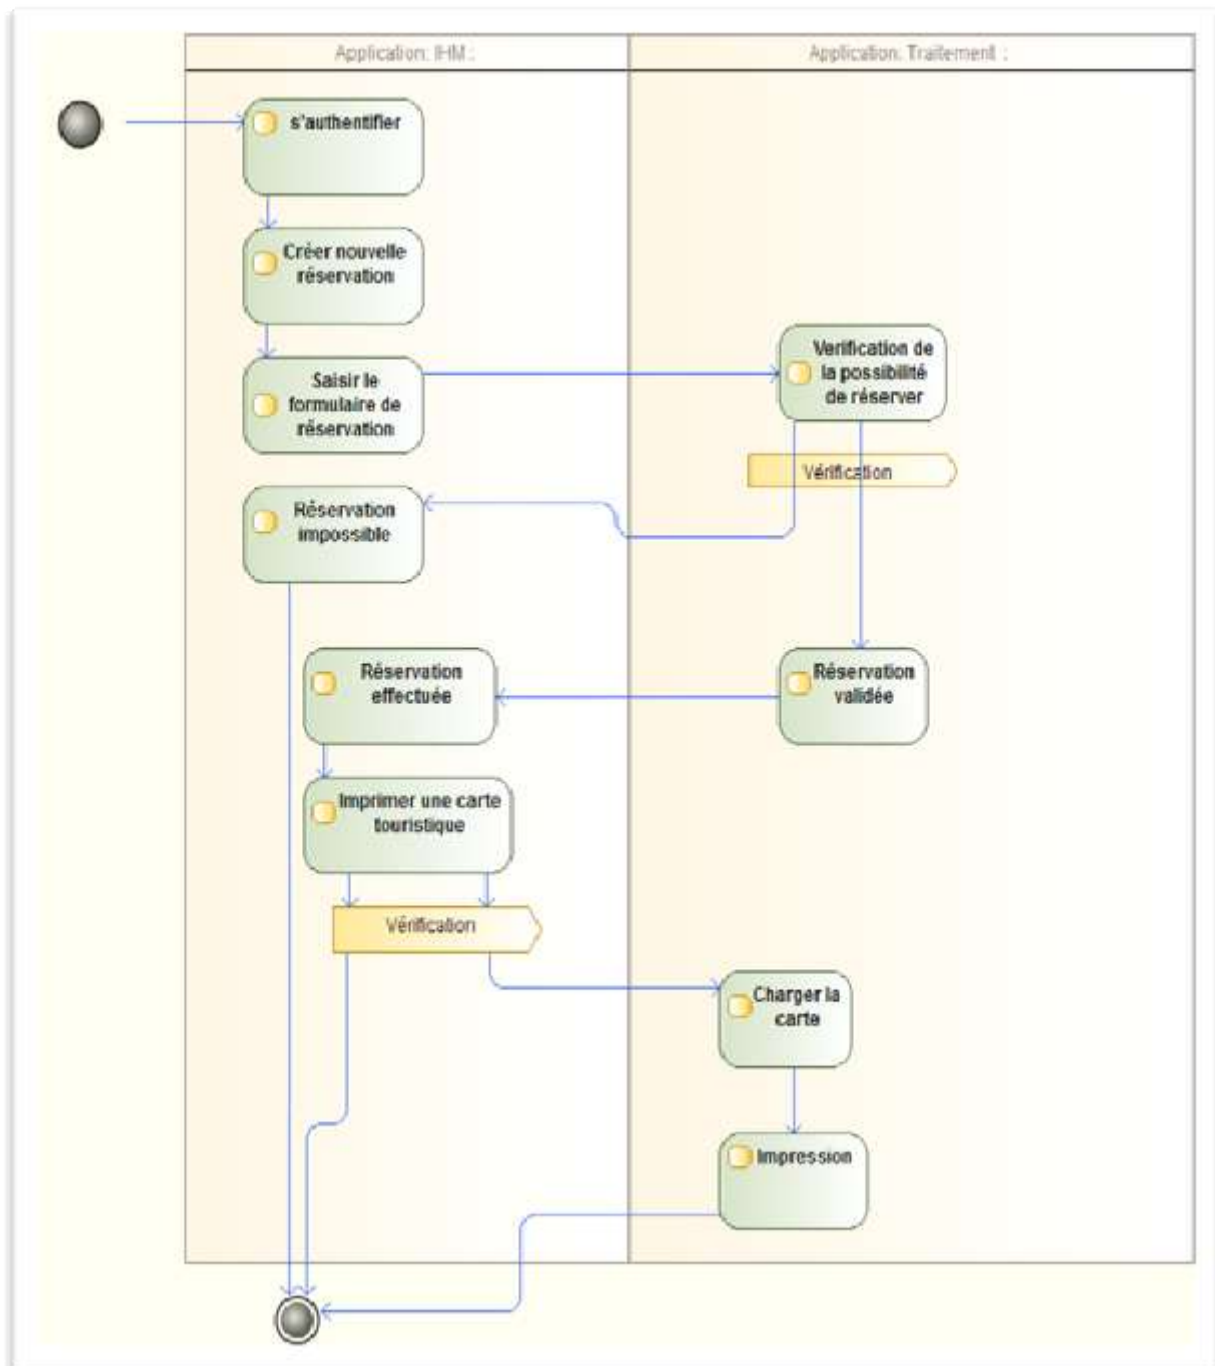 Application. IHM :
Application. Traitement :
s'authentifier
Créer nouvelle
réservation
Saisir le
formulaire de
réservation
Verification de
la possibilité
de réserver
Vérification
Réservation
impossible
Réservation
effectuée
Réservation
validée
Imprimer une carte
touristique
Vérification
Charger la
carte
Impression